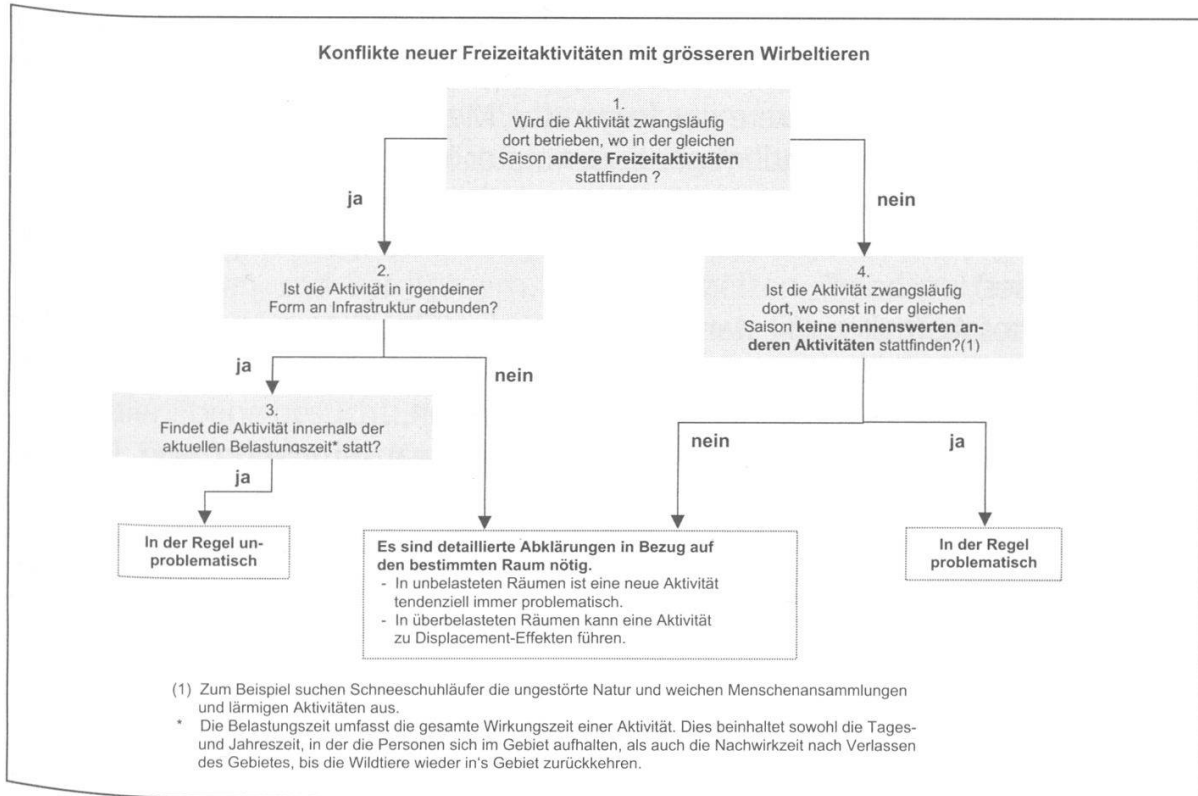 Konflikte neuer Freizeitaktivitäten mit grösseren Wirbeltieren
1.
Wird die Aktivität zwangsläufig
dort betrieben, wo in der gleichen
Saison andere Freizeitaktivitäten
stattfinden ?
ja
nein
2.
Ist die Aktivität in irgendeiner
Form an Infrastruktur gebunden?
4.
Ist die Aktivität zwangsläufig
dort, wo sonst in der gleichen
Saison keine nennenswerten an-
deren Aktivitäten stattfinden?(1)
ja
nein
3.
Findet die Aktivität innerhalb der
aktuellen Belastungszeit* statt?
nein
ja
ja
In der Regel un-
problematisch
Es sind detaillierte Abklärungen in Bezug auf
den bestimmten Raum nötig.
- In unbelasteten Räumen ist eine neue Aktivität
tendenziell immer problematisch.
- In überbelasteten Räumen kann eine Aktivität
zu Displacement-Effekten führen.
In der Regel
problematisch
(1) Zum Beispiel suchen Schneeschuhläufer die ungestörte Natur und weichen Menschenansammlungen
und lärmigen Aktivitäten aus.
* Die Belastungszeit umfasst die gesamte Wirkungszeit einer Aktivität. Dies beinhaltet sowohl die Tages-
und Jahreszeit, in der die Personen sich im Gebiet aufhalten, als auch die Nachwirkzeit nach Verlassen
des Gebietes, bis die Wildtiere wieder in's Gebiet zurückkehren.